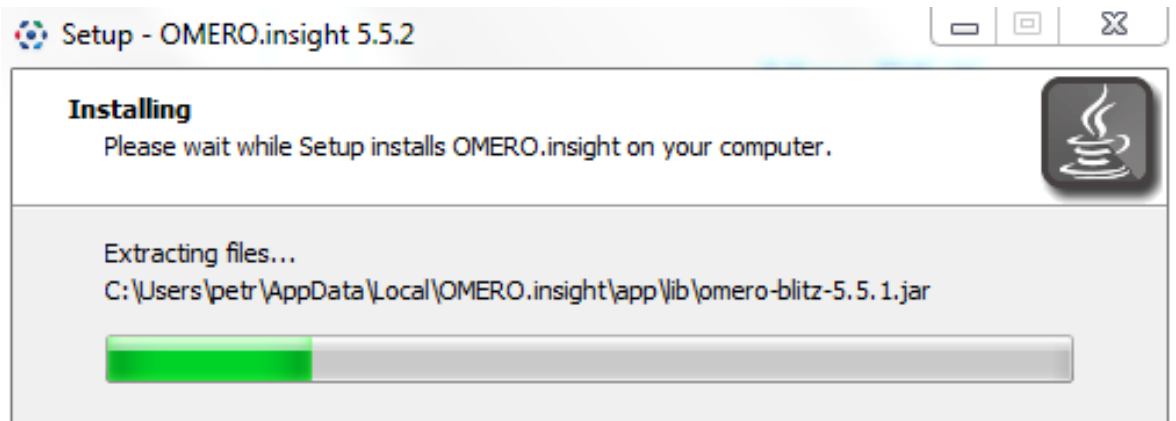 Setup - OMERO.insight 5.5.2
Installing
Please wait while Setup installs OMERO.insight on your computer.
Extracting files...
C:\Users\petr\AppData\Local\OMERO.insight\app\lib\omero-blitz-5.5.1.jar